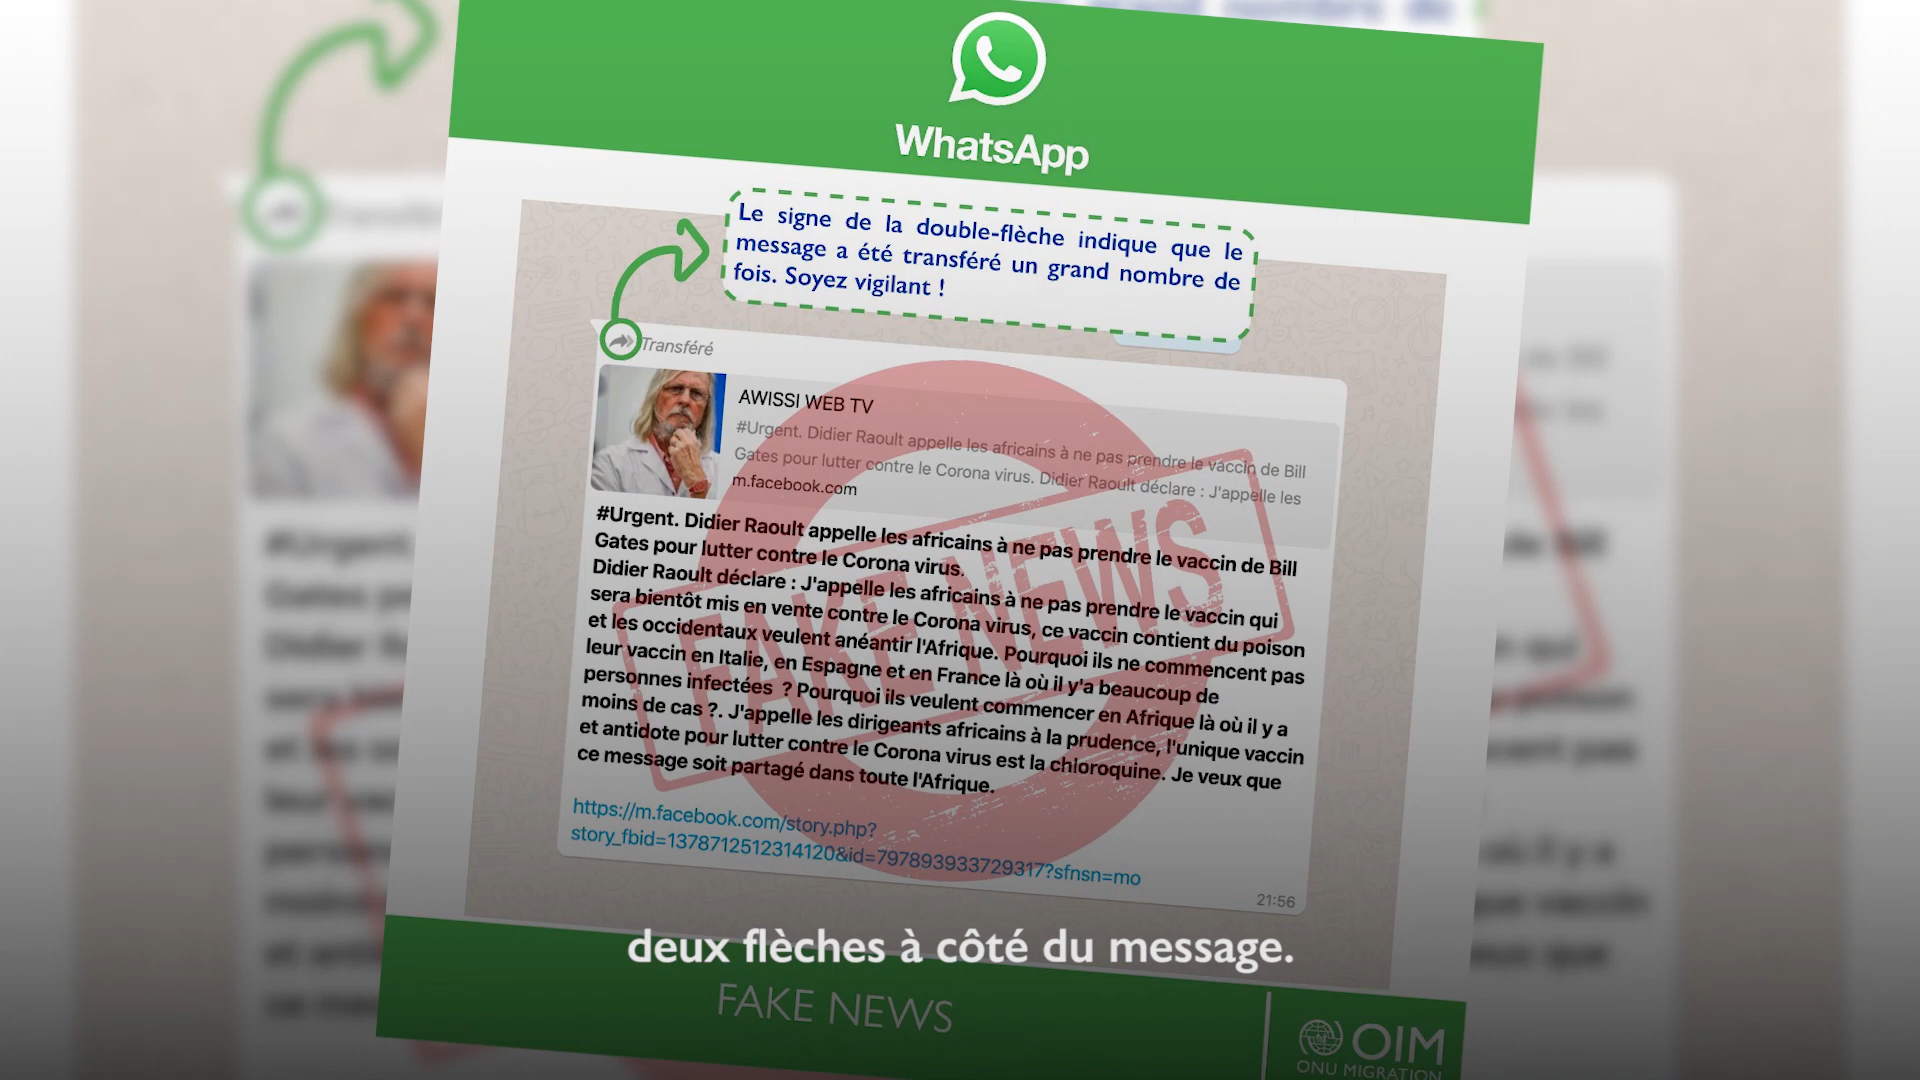 WhatsApp
Le signe de la double-flèche indique que le
message a été transféré un grand nombre de
fois. Soyez vigilant !
Transféré
AWISSI WEB TV
#Urgent. Didier Raoult appelle les africains à ne pas prendre le vaccin de Bill
Gates pour lutter contre le Corona virus. Didier Raoult déclare : J'appelle les
m.facebook.com
#Urgent. Didier Raoult appelle les africains à ne pas prendre le vaccin de Bill
Gates pour lutter contre le Corona virus.
Didier Raoult déclare : J'appelle les africains à ne pas prendre le vaccin qui
sera bientôt mis en vente contre le Corona virus, ce vaccin contient du poison
et les occidentaux veulent anéantir l'Afrique. Pourquoi ils ne commencent pas
leur vaccin en Italie, en Espagne et en France là où il y'a beaucoup de
personnes infectées ? Pourquoi ils veulent commencer en Afrique là où il y a
moins de cas ?. J'appelle les dirigeants africains à la prudence, l'unique vaccin
et antidote pour lutter contre le Corona virus est la chloroquine. Je veux que
ce message soit partagé dans toute l'Afrique.
https://m.facebook.com/story.php?
story_fbid=1378712512314120&id=797893933729317?sfnsn=mo
21:56
FAKE NEWS
deux flèches à côté du message.
FAKE NEWS
OIM
ONU MIGRATION